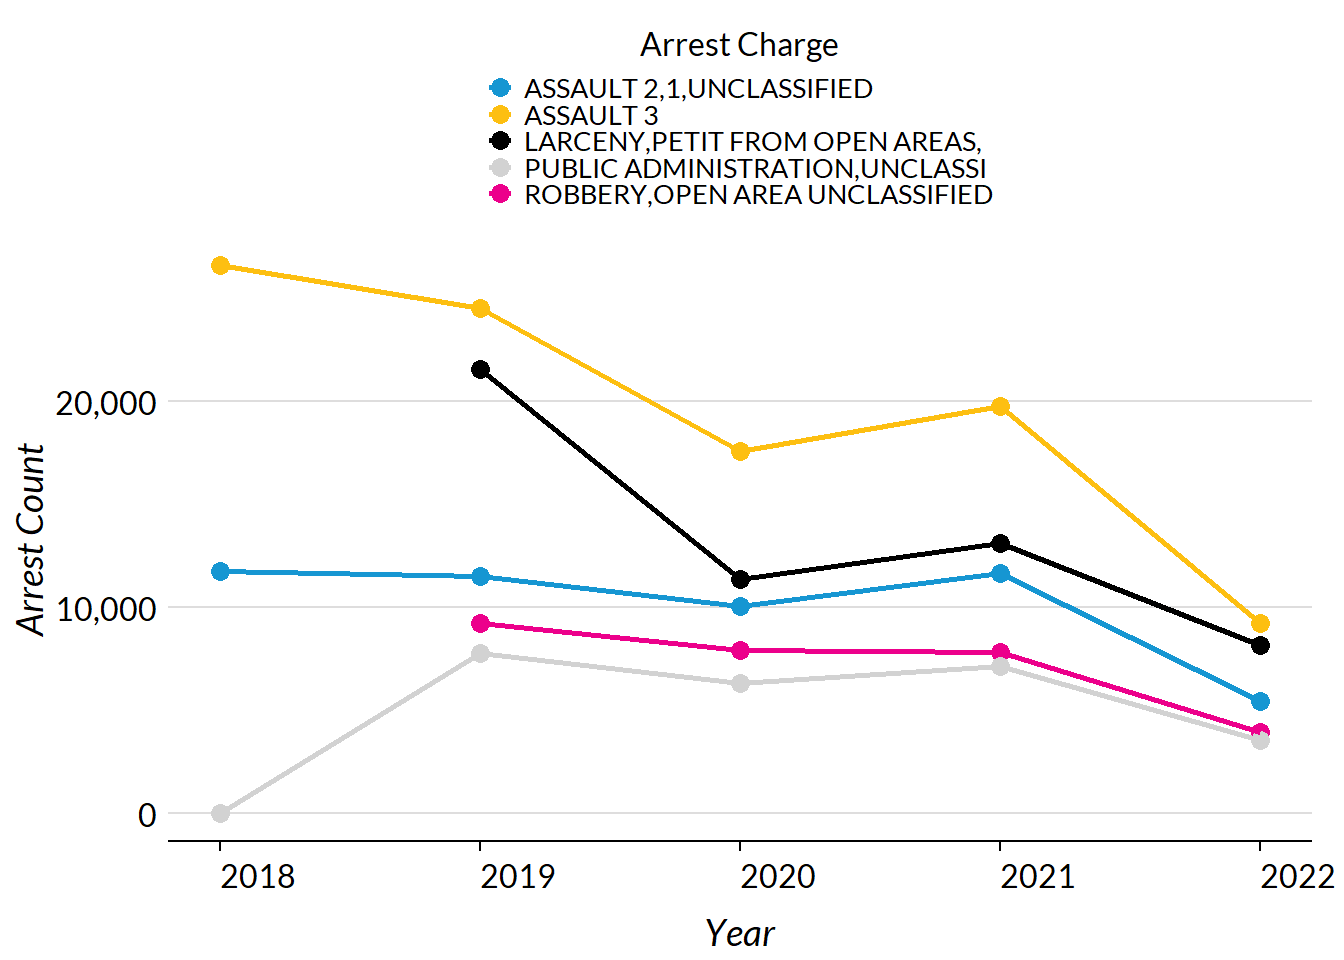 Arrest Charge
ASSAULT 2,1,UNCLASSIFIED
ASSAULT 3
LARCENY,PETIT FROM OPEN AREAS,
PUBLIC ADMINISTRATION,UNCLASSI
ROBBERY,OPEN AREA UNCLASSIFIED
20,000
10,000
0
Arrest Count
2018 2019 2020 2021 2022
Year